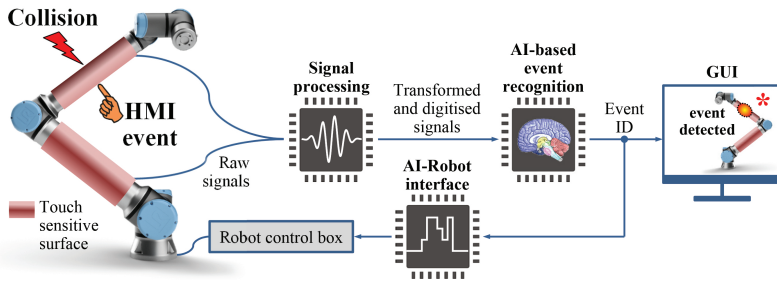 Collision
HMI
event
Raw
signals
Touch
sensitive
surface
Signal
processing
Transformed
and digitised
signals
AI-based
event
recognition
Event
ID
GUI
event
detected
*
AI-Robot
interface
Robot control box